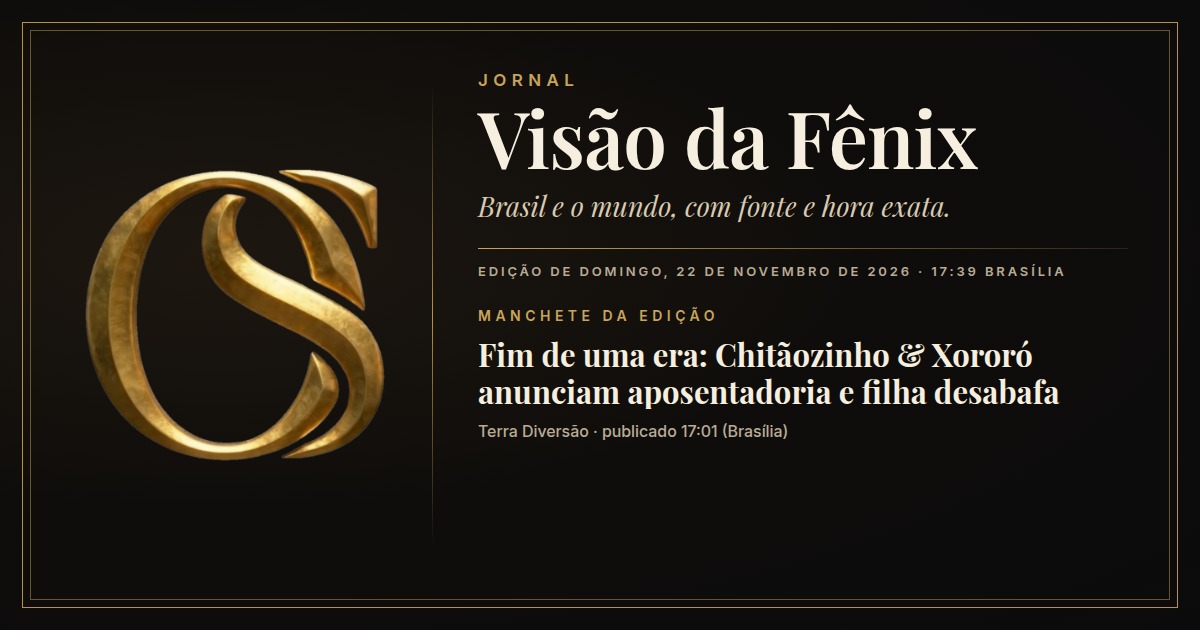 JORNAL
Visão da Fênix
Brasil e o mundo, com fonte e hora exata.
EDIÇÃO DE DOMINGO, 22 DE NOVEMBRO DE 2026 · 17:39 BRASÍLIA
MANCHETE DA EDIÇÃO
Fim de uma era: Chitãozinho & Xororó
anunciam aposentadoria e filha desabafa
Terra Diversão · publicado 17:01 (Brasília)
CS